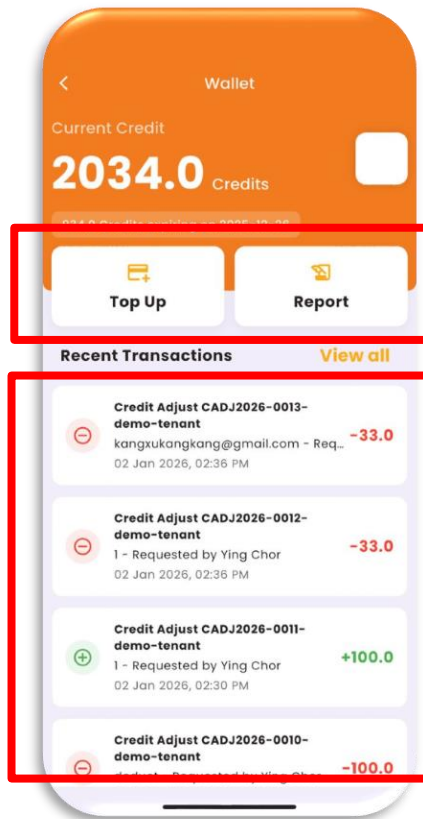 Wallet
Current Credit
2034.0 Credits
Top Up
Report
Recent Transactions
View all
Credit Adjust CADJ2026-0013-
demo-tenant
kangxukangkang@gmail.com - Req...
-33.0
02 Jan 2026, 02:36 PM
Credit Adjust CADJ2026-0012-
demo-tenant
1 - Requested by Ying Chor
-33.0
02 Jan 2026, 02:36 PM
Credit Adjust CADJ2026-0011-
demo-tenant
1 - Requested by Ying Chor
+100.0
02 Jan 2026, 02:30 PM
Credit Adjust CADJ2026-0010-
demo-tenant
-100.0